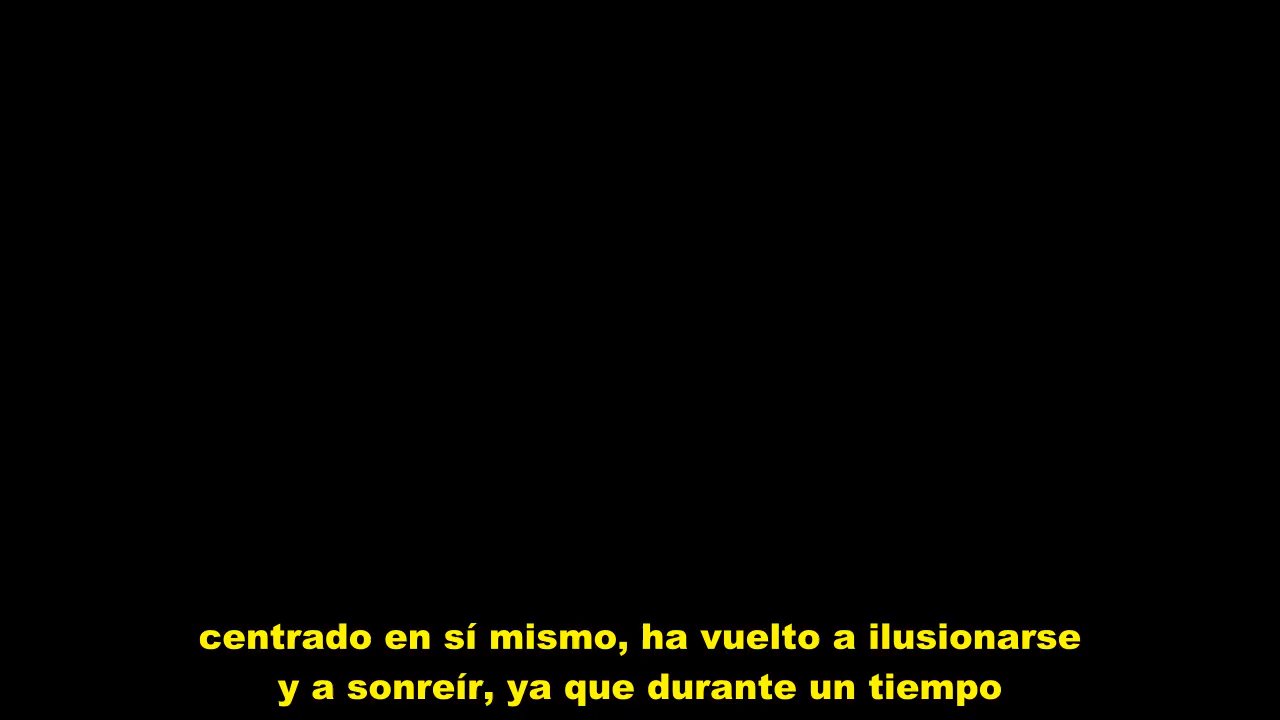 centrado en sí mismo, ha vuelto a ilusionarse
y a sonreír, ya que durante un tiempo